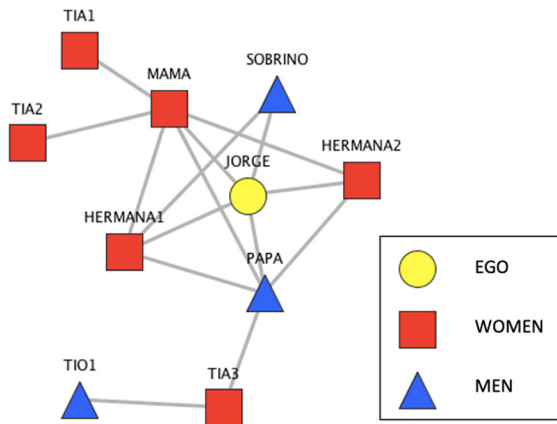 TIA1
MAMA
SOBRINO
TIA2
JORGE
HERMANA2
HERMANA1
PAPA
TIO1
TIA3
EGO
WOMEN
MEN